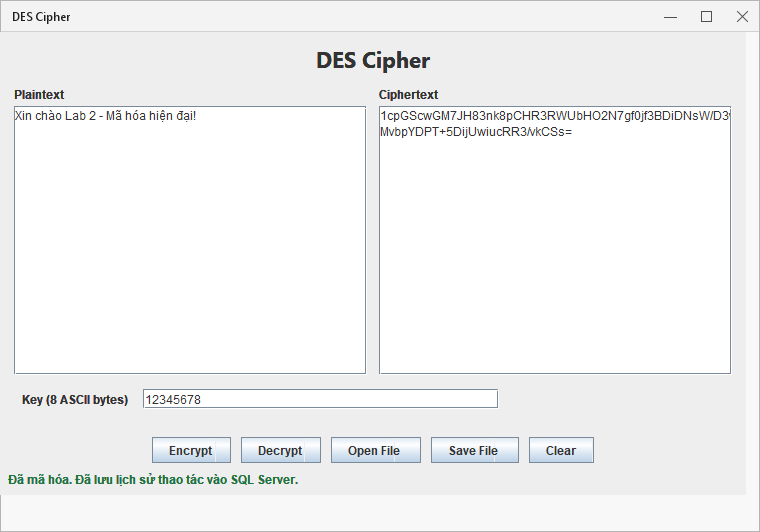 DES Cipher
DES Cipher
Plaintext
Ciphertext
Xin chào Lab 2 - Mã hóa hiện đại!
1cpGScwGM7JH83nk8pCHR3RWUbHO2N7gf0jf3BDiDNsW/D3
MvbpYDPT+5DijUwiucRR3/vkCSs=
Key (8 ASCII bytes)
12345678
Encrypt
Decrypt
Open File
Save File
Clear
Đã mã hóa. Đã lưu lịch sử thao tác vào SQL Server.